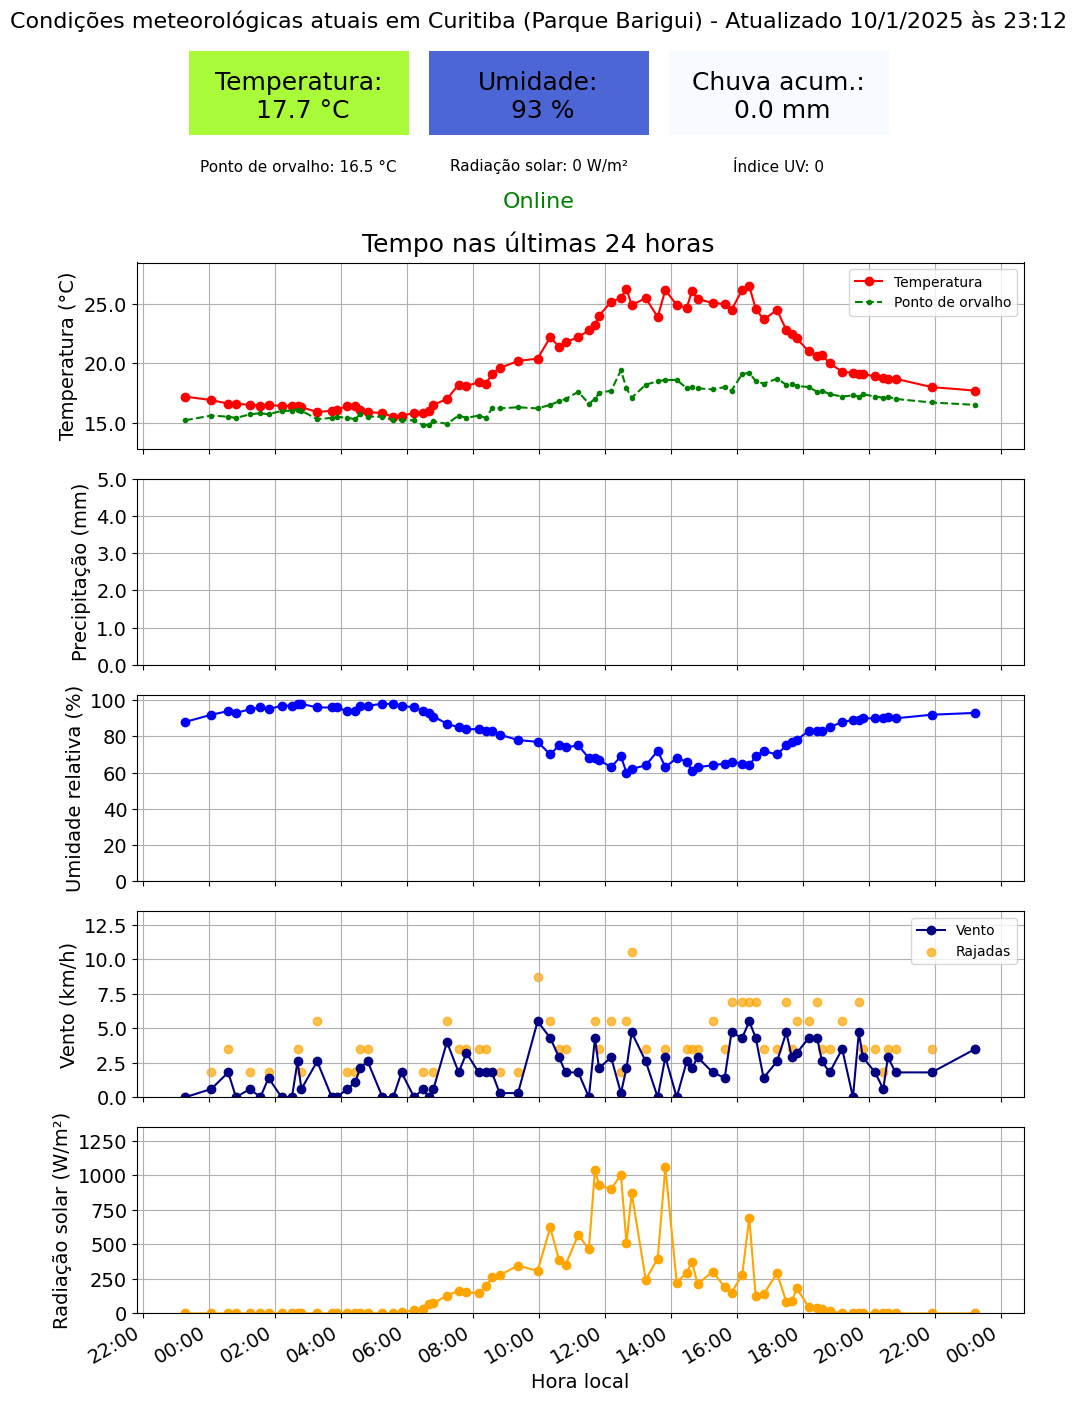 Condições meteorológicas atuais em Curitiba (Parque Barigui) - Atualizado 10/1/2025 às 23:12
Temperatura:
17.7 °C
Umidade:
93 %
Chuva acum.:
0.0 mm
Ponto de orvalho: 16.5 °C
Radiação solar: 0 W/m²
Índice UV: 0
Online
Tempo nas últimas 24 horas
Temperatura (°C)
25.0
20.0
15.0
Temperatura
Ponto de orvalho
Precipitação (mm)
5.0
4.0
3.0
2.0
1.0
0.0
Umidade relativa (%)
100
80
60
40
20
0
Vento (km/h)
12.5
10.0
7.5
5.0
2.5
0.0
Vento
Rajadas
Radiação solar (W/m²)
1250
1000
750
500
250
0
22:00
00:00
02:00
04:00
06:00
08:00
10:00
12:00
14:00
16:00
18:00
20:00
22:00
00:00
Hora local